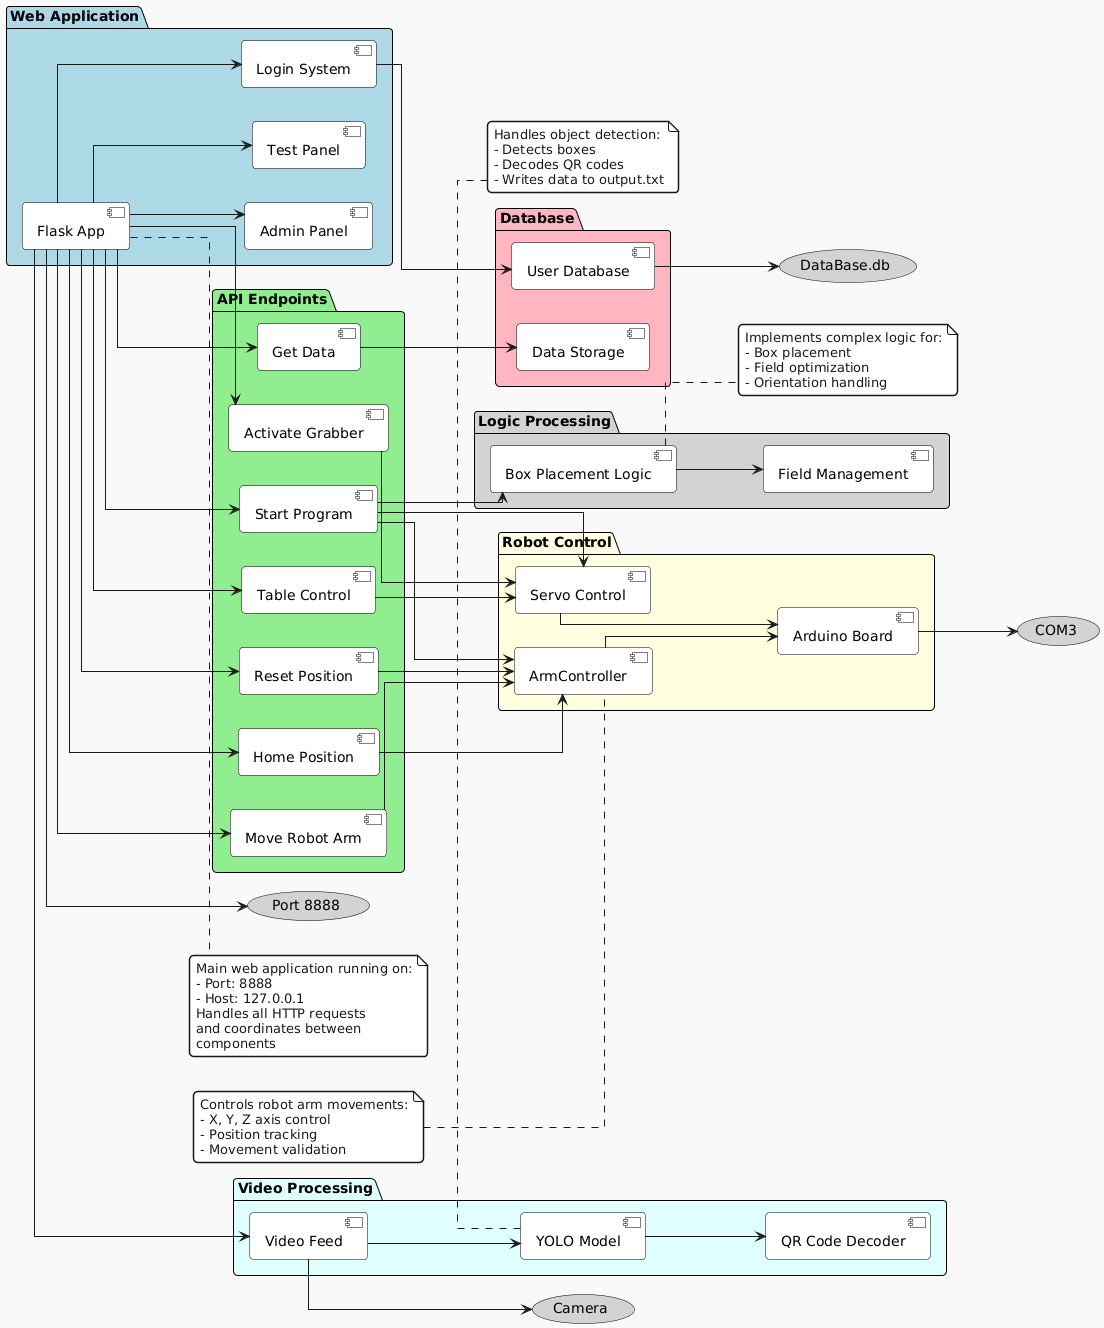 Web Application
Login System
Test Panel
Flask App
Admin Panel
Handles object detection:
- Detects boxes
- Decodes QR codes
- Writes data to output.txt
Database
User Database
DataBase.db
Data Storage
API Endpoints
Get Data
Activate Grabber
Start Program
Table Control
Reset Position
Home Position
Move Robot Arm
Implements complex logic for:
- Box placement
- Field optimization
- Orientation handling
Logic Processing
Box Placement Logic
Field Management
Robot Control
Servo Control
Arduino Board
ArmController
COM3
Port 8888
Main web application running on:
- Port: 8888
- Host: 127.0.0.1
Handles all HTTP requests
and coordinates between
components
Controls robot arm movements:
- X, Y, Z axis control
- Position tracking
- Movement validation
Video Processing
Video Feed
YOLO Model
QR Code Decoder
Camera